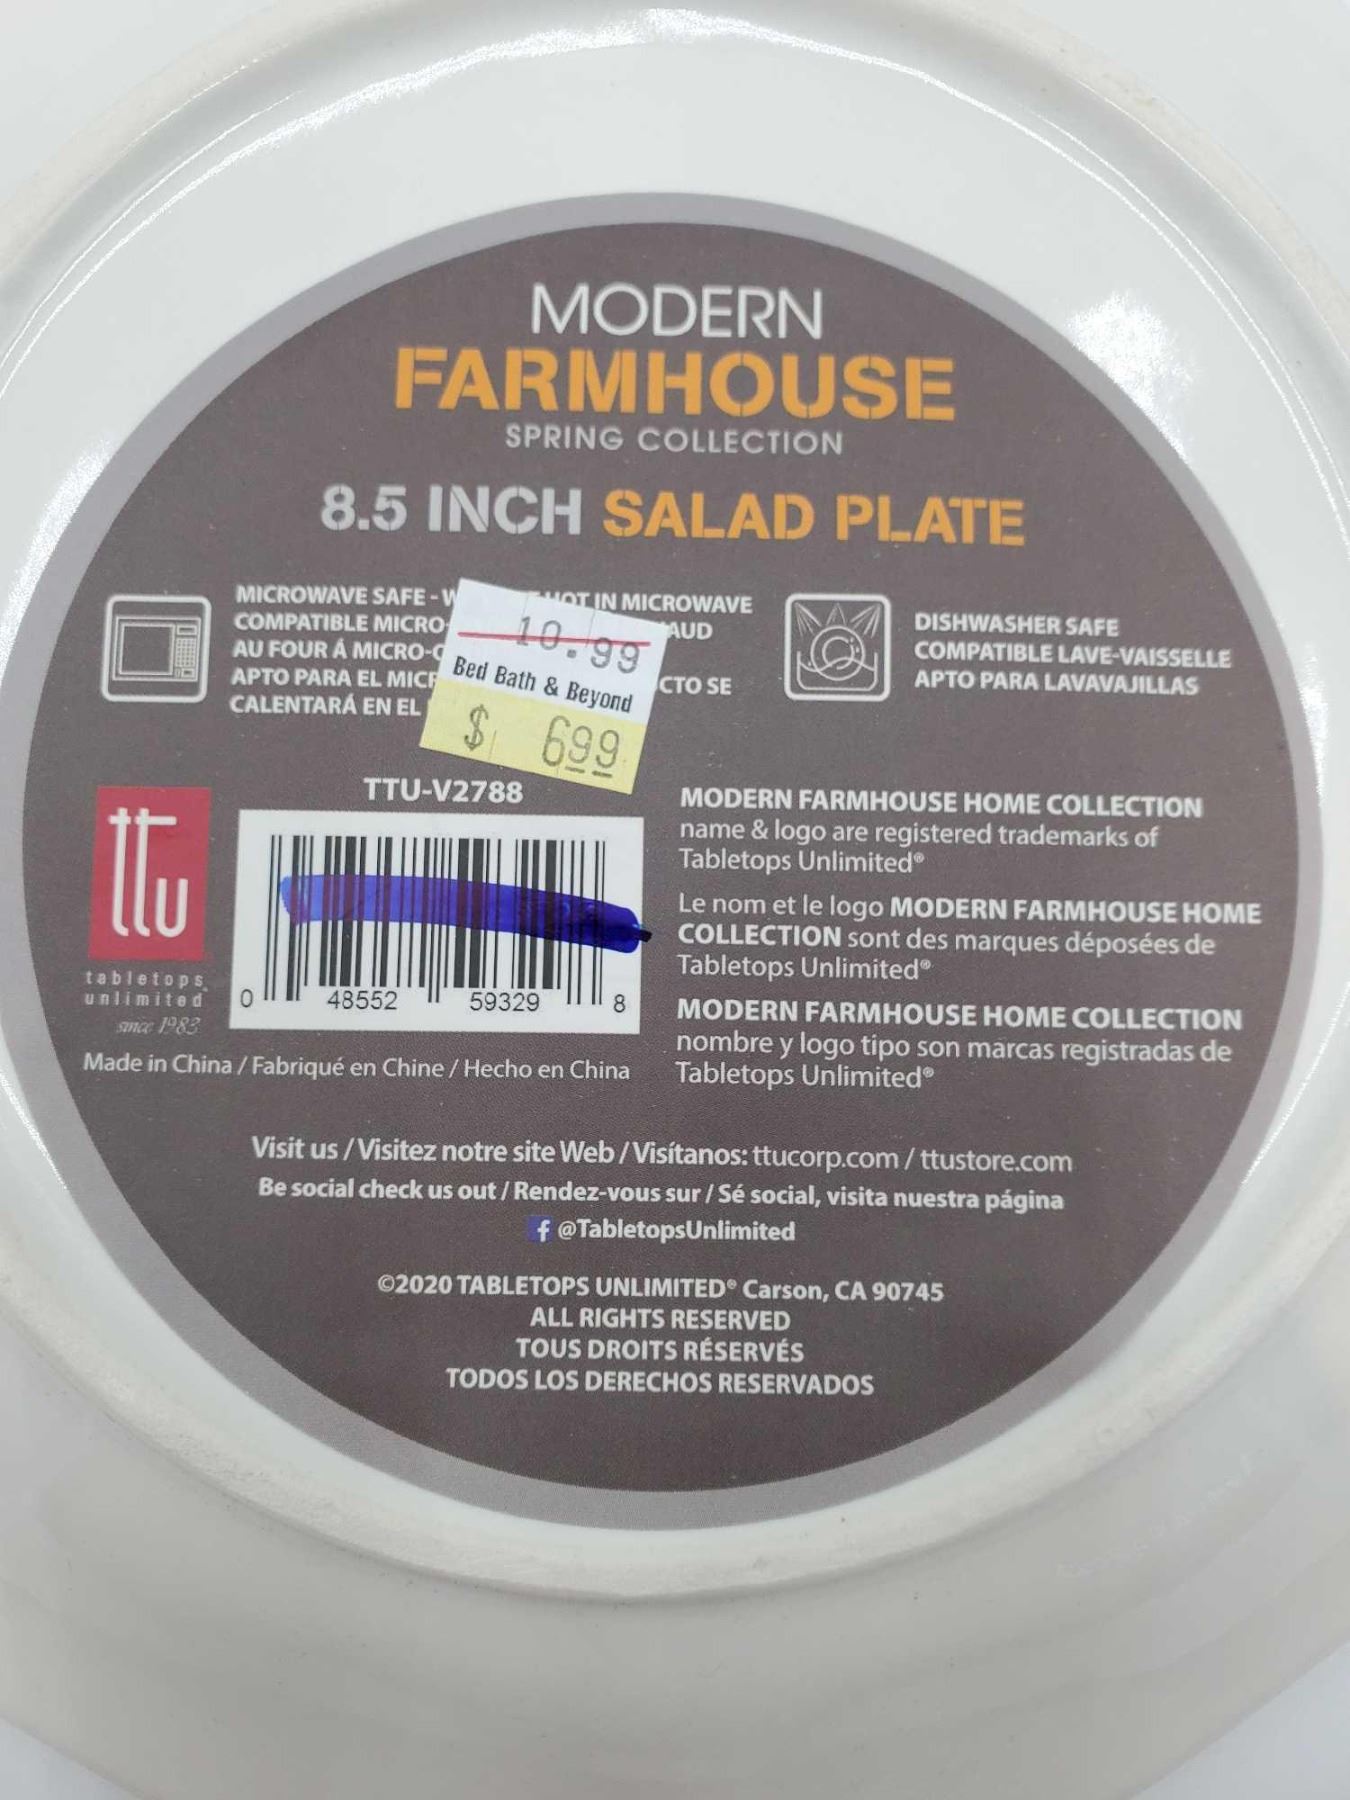 MODERN
FARMHOUSE
SPRING COLLECTION
8.5 INCH SALAD PLATE
MICROWAVE SAFE - HOT IN MICROWAVE
COMPATIBLE MICRO-
AU FOUR Á MICRO-
APTO PARA EL CTO SE
CALENTARÁ EN EL
10.99
Bed Bath & Beyond
$ 6.99
DISHWASHER SAFE
COMPATIBLE LAVE-VAISSELLE
APTO PARA LAVAVAJILLAS
TTU-V2788
0 48552 59329 8
ttu
tabletops
unlimited
since 1983
Made in China / Fabriqué en Chine / Hecho en China
MODERN FARMHOUSE HOME COLLECTION
name & logo are registered trademarks of
Tabletops Unlimited®
Le nom et le logo MODERN FARMHOUSE HOME
COLLECTION sont des marques déposées de
Tabletops Unlimited®
MODERN FARMHOUSE HOME COLLECTION
nombre y logo tipo son marcas registradas de
Tabletops Unlimited®
Visit us / Visitez notre site Web / Visítanos: ttucorp.com / ttustore.com
Be social check us out / Rendez-vous sur / Sé social, visita nuestra página
f @TabletopsUnlimited
©2020 TABLETOPS UNLIMITED® Carson, CA 90745
ALL RIGHTS RESERVED
TOUS DROITS RÉSERVÉS
TODOS LOS DERECHOS RESERVADOS